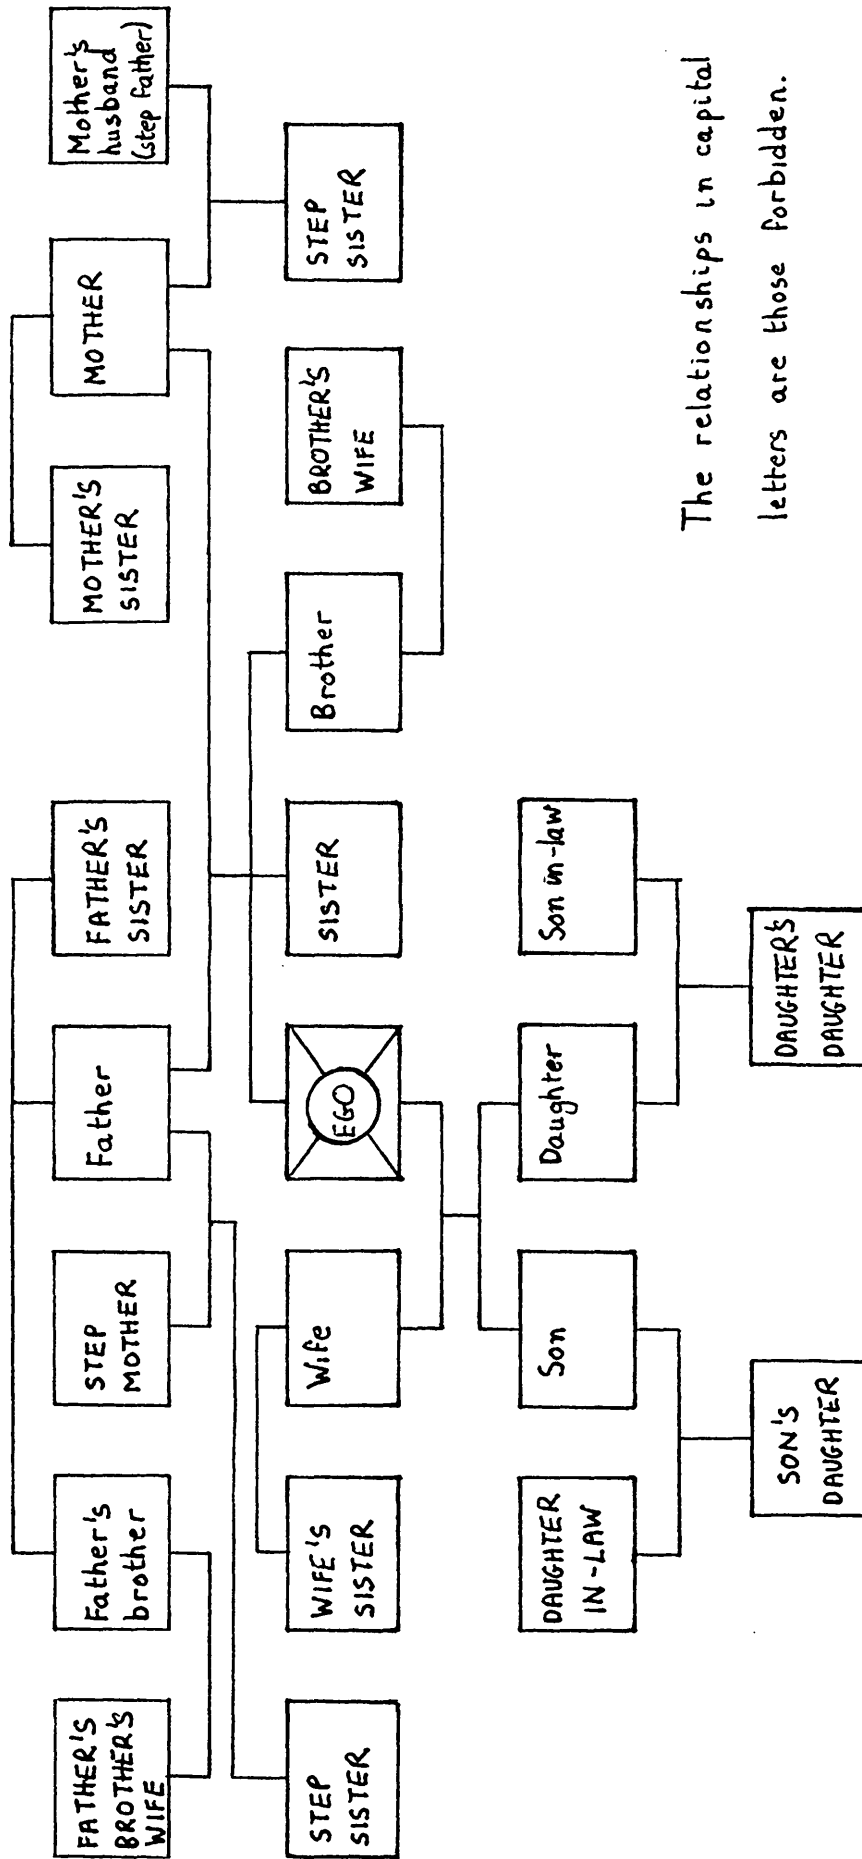 FATHER'S
BROTHER'S
WIFE
Father's
brother
STEP
MOTHER
Father
FATHER'S
SISTER
MOTHER'S
SISTER
MOTHER
Mother's
husband
(step father)
STEP
SISTER
WIFE'S
SISTER
Wife
EGO
SISTER
Brother
BROTHER'S
WIFE
STEP
SISTER
DAUGHTER
IN-LAW
Son
Daughter
Son in-law
SON'S
DAUGHTER
DAUGHTER'S
DAUGHTER
The relationships in capital
letters are those forbidden.